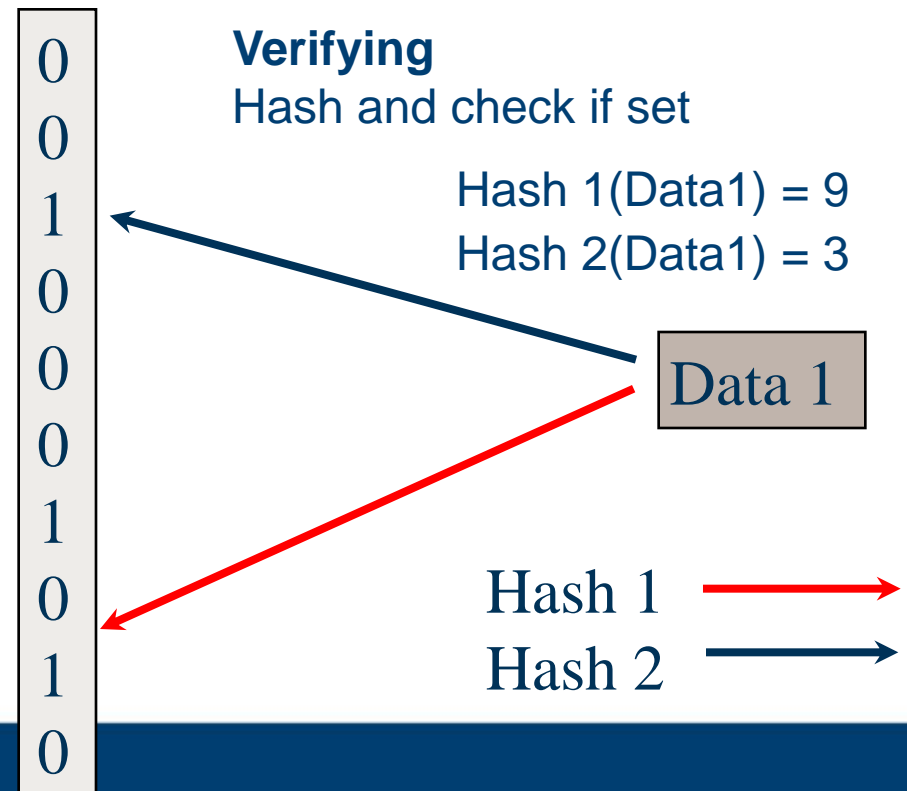 0
0
1
0
0
0
1
0
1
0
Verifying
Hash and check if set
Hash 1(Data1) = 9
Hash 2(Data1) = 3
Data 1
Hash 1
Hash 2